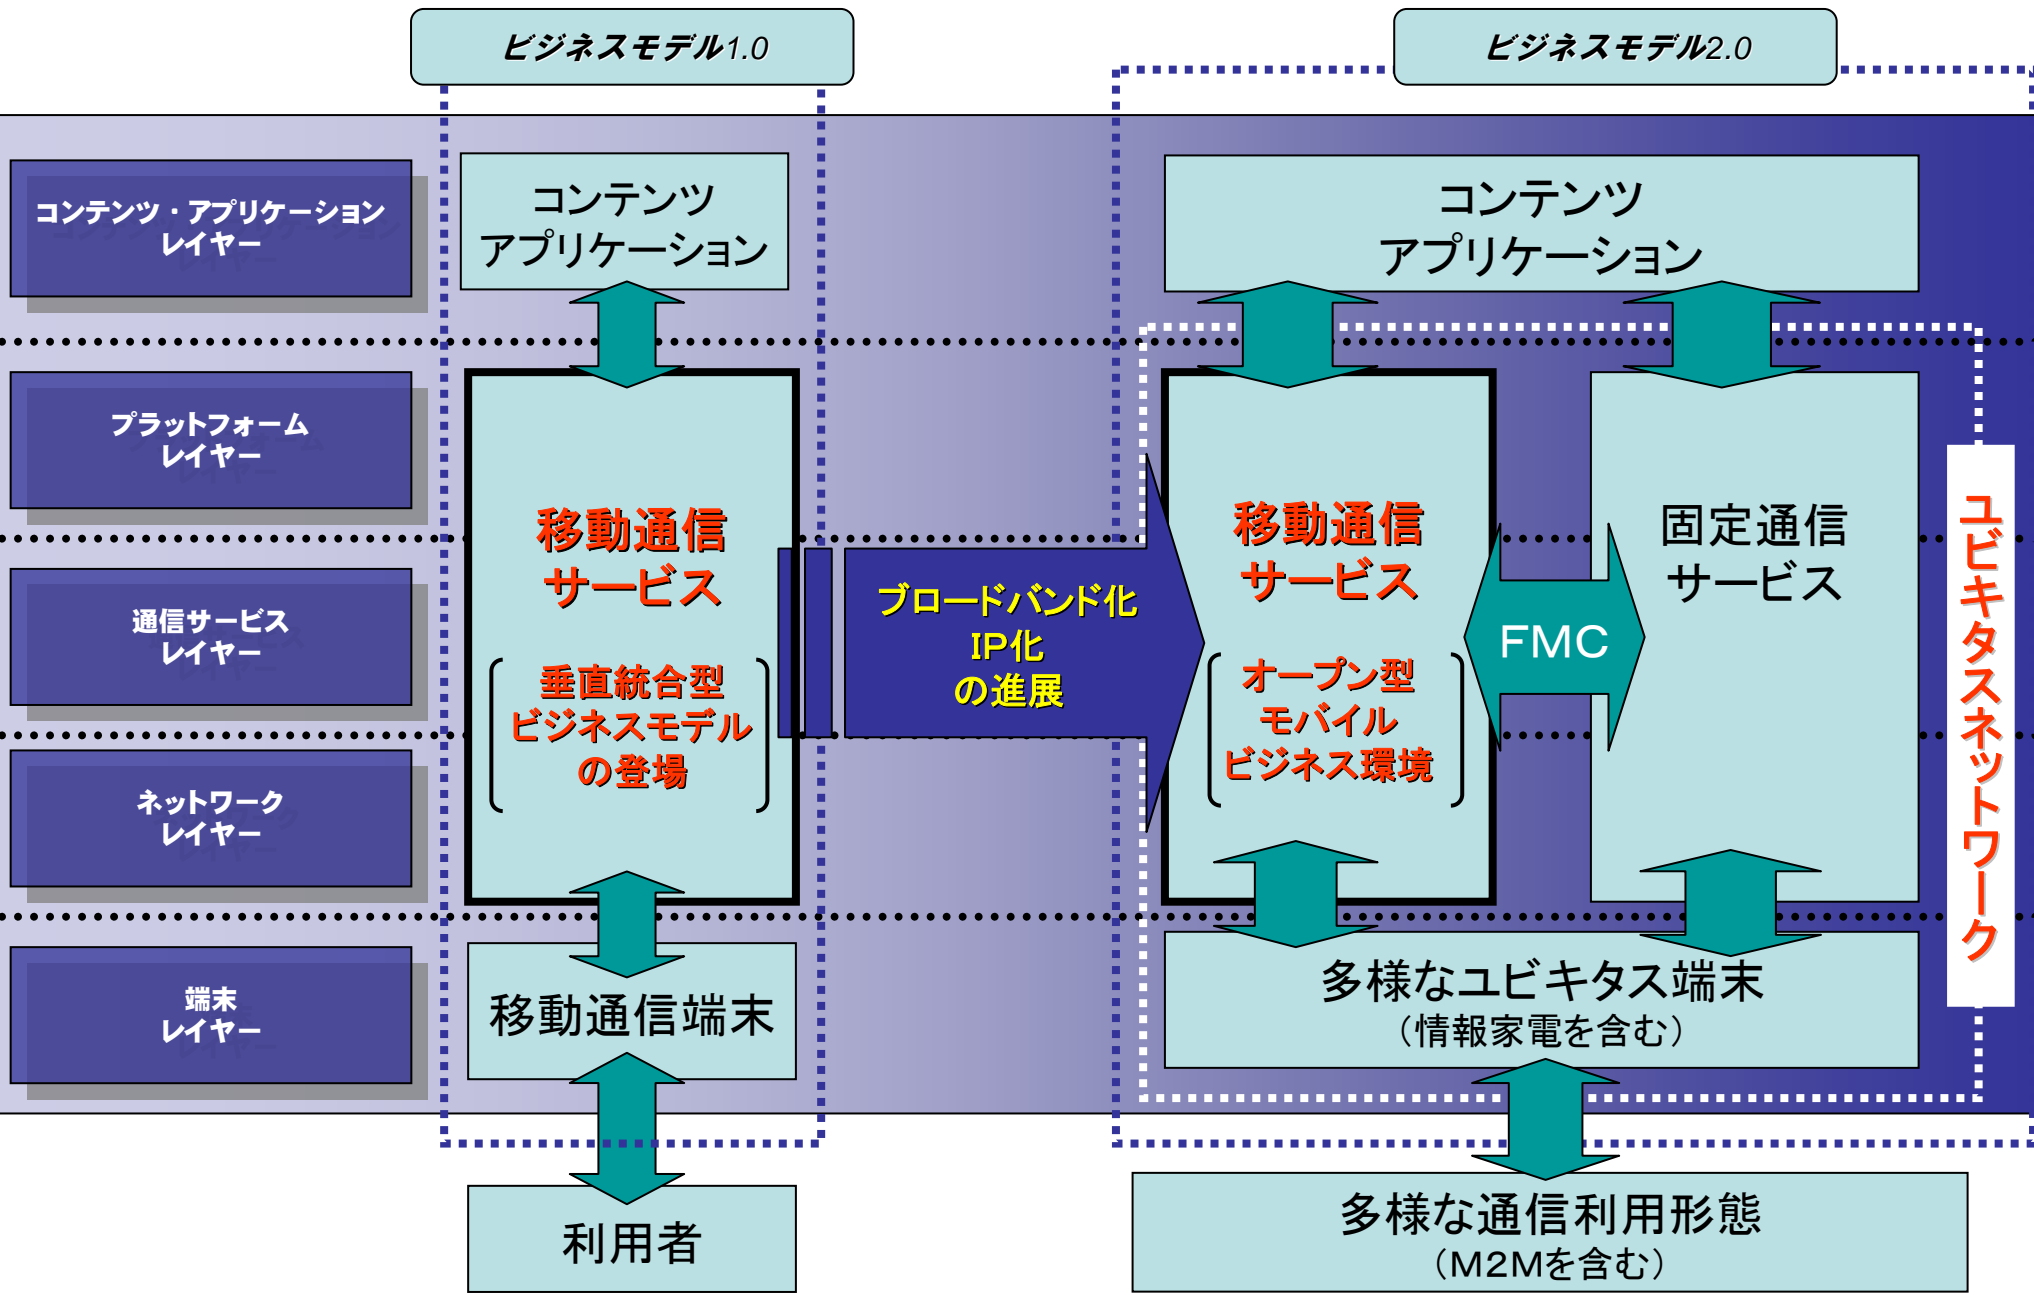 ビジネスモデル1.0
ビジネスモデル2.0
コンテンツ・アプリケーション
レイヤー
プラットフォーム
レイヤー
通信サービス
レイヤー
ネットワーク
レイヤー
端末
レイヤー
コンテンツ
アプリケーション
移動通信
サービス
垂直統合型
ビジネスモデル
の登場
移動通信端末
利用者
ブロードバンド化
IP化
の進展
コンテンツ
アプリケーション
移動通信
サービス
オープン型
モバイル
ビジネス環境
FMC
固定通信
サービス
多様なユビキタス端末
（情報家電を含む）
多様な通信利用形態
（M2Mを含む）
ユビキタスネットワーク